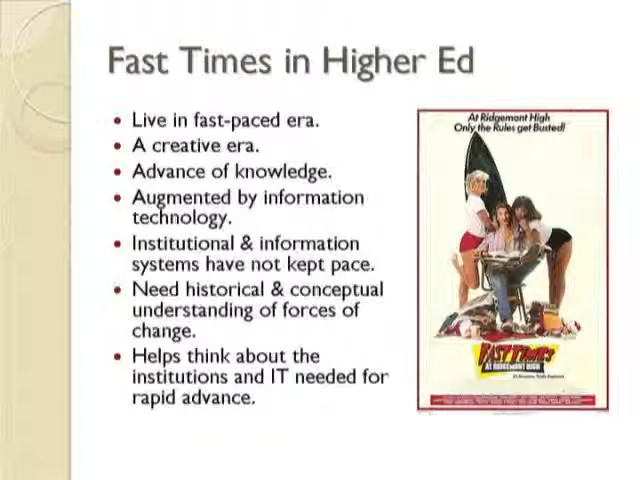 Fast Times in Higher Ed
• Live in fast-paced era.
• A creative era.
• Advance of knowledge.
• Augmented by information
technology.
• Institutional & information
systems have not kept pace.
• Need historical & conceptual
understanding of forces of
change.
• Helps think about the
institutions and IT needed for
rapid advance.
At Ridgemont High
Only the Rules get Busted!
FAST TIMES
AT RIDGEMONT HIGH